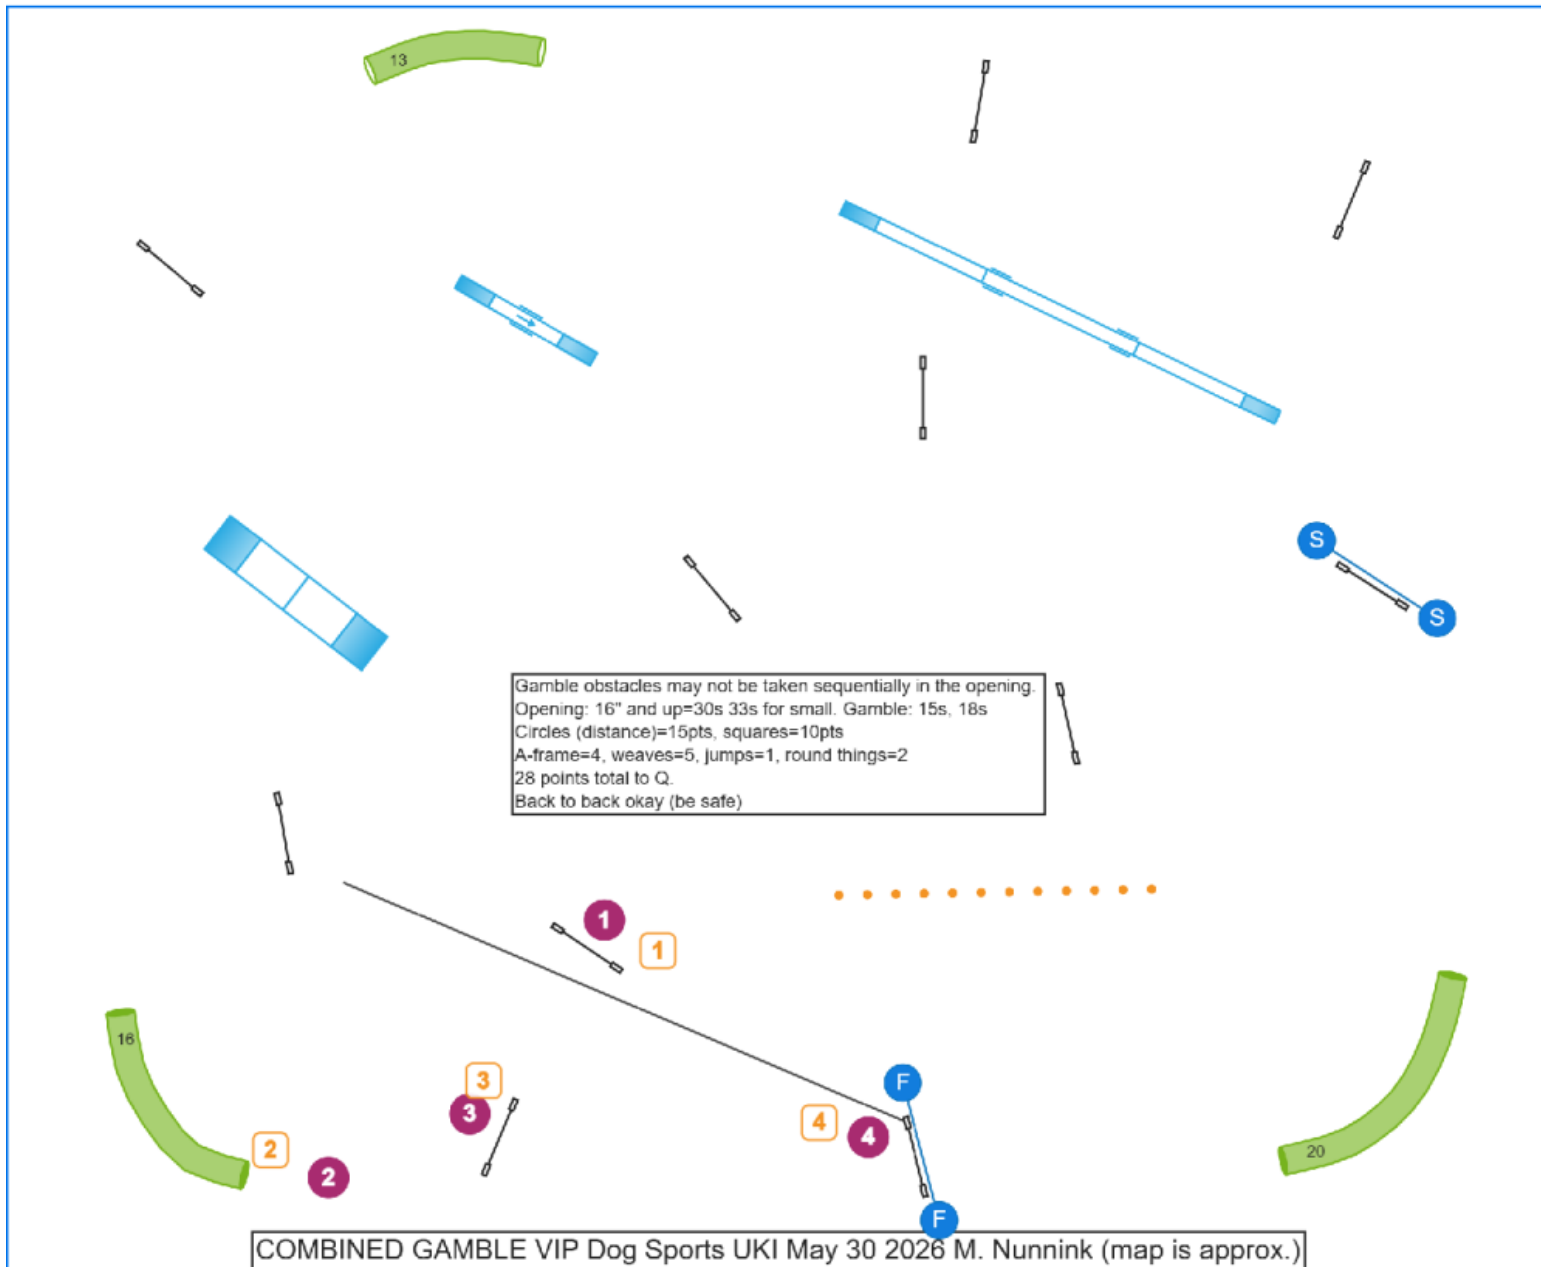 13
S
S
Gamble obstacles may not be taken sequentially in the opening.
Opening: 16" and up=30s 33s for small. Gamble: 15s, 18s
Circles (distance)=15pts, squares=10pts
A-frame=4, weaves=5, jumps=1, round things=2
28 points total to Q.
Back to back okay (be safe)
1
1
16
F
3
3
4
4
2
2
20
F
COMBINED GAMBLE VIP Dog Sports UKI May 30 2026 M. Nunnink (map is approx.)